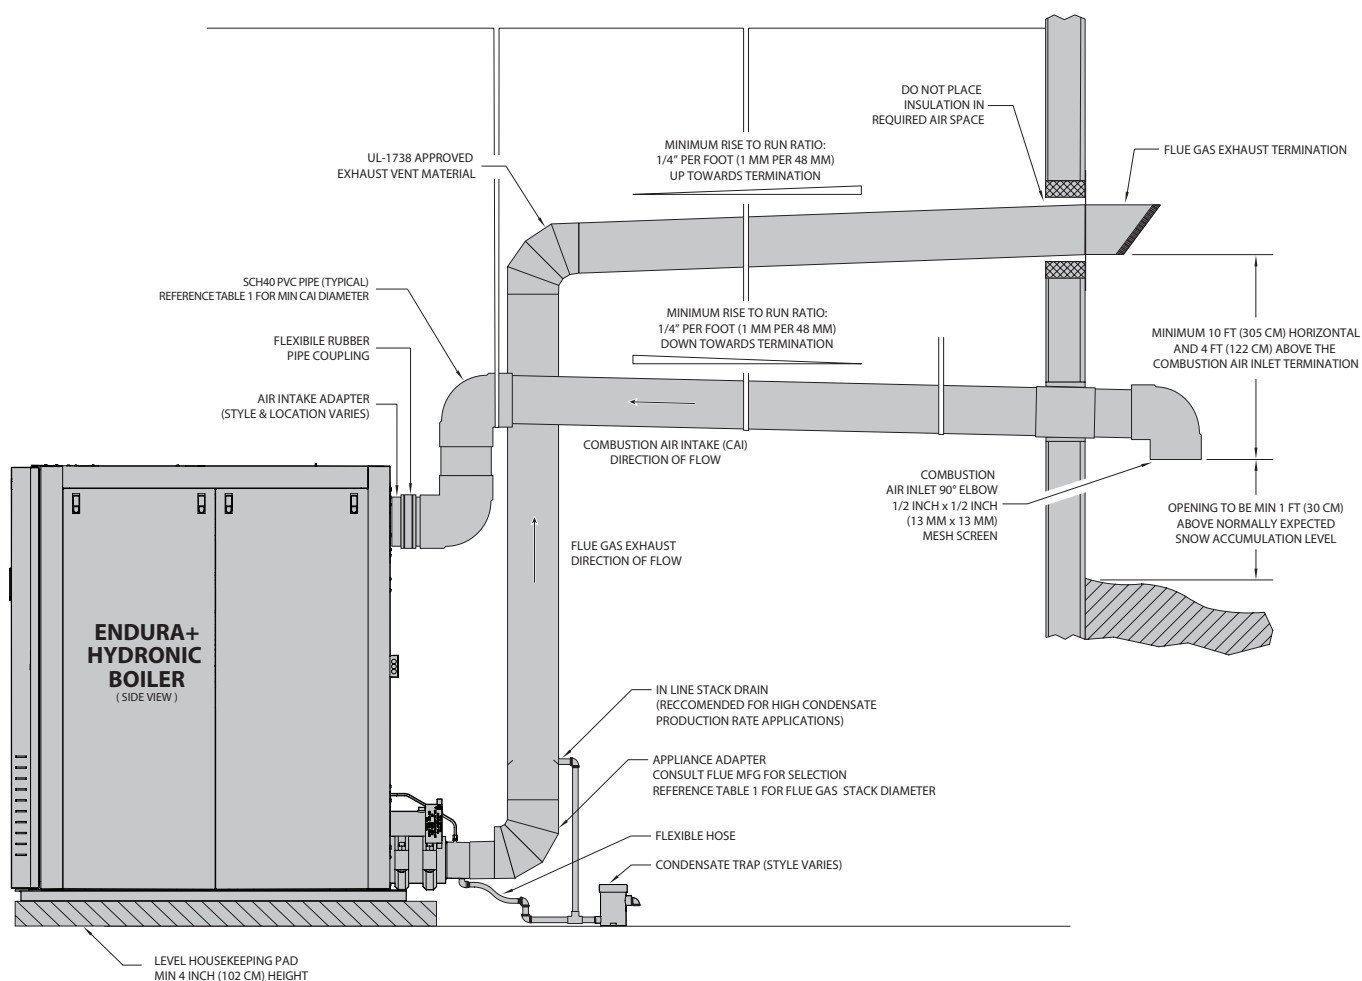 DO NOT PLACE
INSULATION IN
REQUIRED AIR SPACE
FLUE GAS EXHAUST TERMINATION
MINIMUM RISE TO RUN RATIO:
1/4" PER FOOT (1 MM PER 48 MM)
UP TOWARDS TERMINATION
UL-1738 APPROVED
EXHAUST VENT MATERIAL
SCH40 PVC PIPE (TYPICAL)
REFERENCE TABLE 1 FOR MIN CAI DIAMETER
MINIMUM RISE TO RUN RATIO:
1/4" PER FOOT (1 MM PER 48 MM)
DOWN TOWARDS TERMINATION
MINIMUM 10 FT (305 CM) HORIZONTAL
AND 4 FT (122 CM) ABOVE THE
COMBUSTION AIR INLET TERMINATION
FLEXIBILE RUBBER
PIPE COUPLING
AIR INTAKE ADAPTER
(STYLE & LOCATION VARIES)
COMBUSTION AIR INTAKE (CAI)
DIRECTION OF FLOW
COMBUSTION
AIR INLET 90° ELBOW
1/2 INCH x 1/2 INCH
(13 MM x 13 MM)
MESH SCREEN
OPENING TO BE MIN 1 FT (30 CM)
ABOVE NORMALLY EXPECTED
SNOW ACCUMULATION LEVEL
FLUE GAS EXHAUST
DIRECTION OF FLOW
ENDURA+
HYDRONIC
BOILER
( SIDE VIEW )
IN LINE STACK DRAIN
(RECCOMENDED FOR HIGH CONDENSATE
PRODUCTION RATE APPLICATIONS)
APPLIANCE ADAPTER
CONSULT FLUE MFG FOR SELECTION
REFERENCE TABLE 1 FOR FLUE GAS STACK DIAMETER
FLEXIBLE HOSE
CONDENSATE TRAP (STYLE VARIES)
LEVEL HOUSEKEEPING PAD
MIN 4 INCH (102 CM) HEIGHT